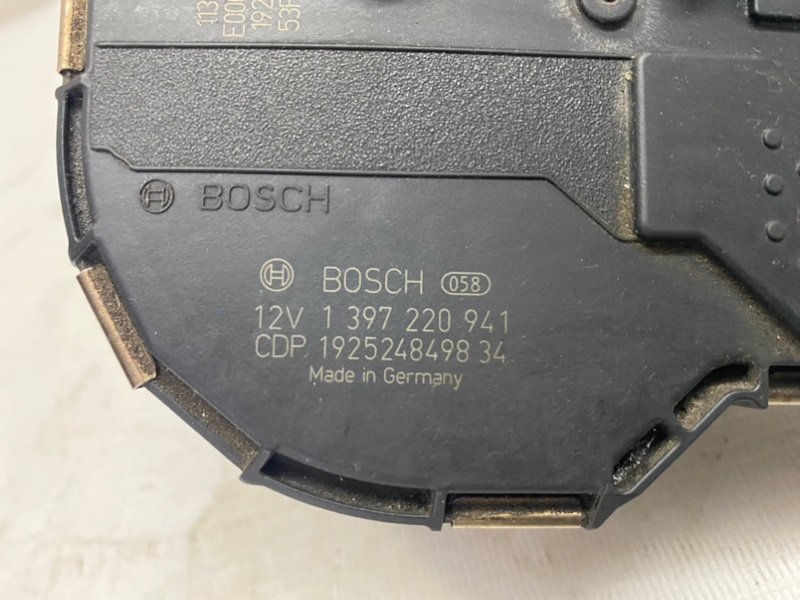 BOSCH
BOSCH 058
12V 1 397 220 941
CDP. 1925248498 34
Made in Germany